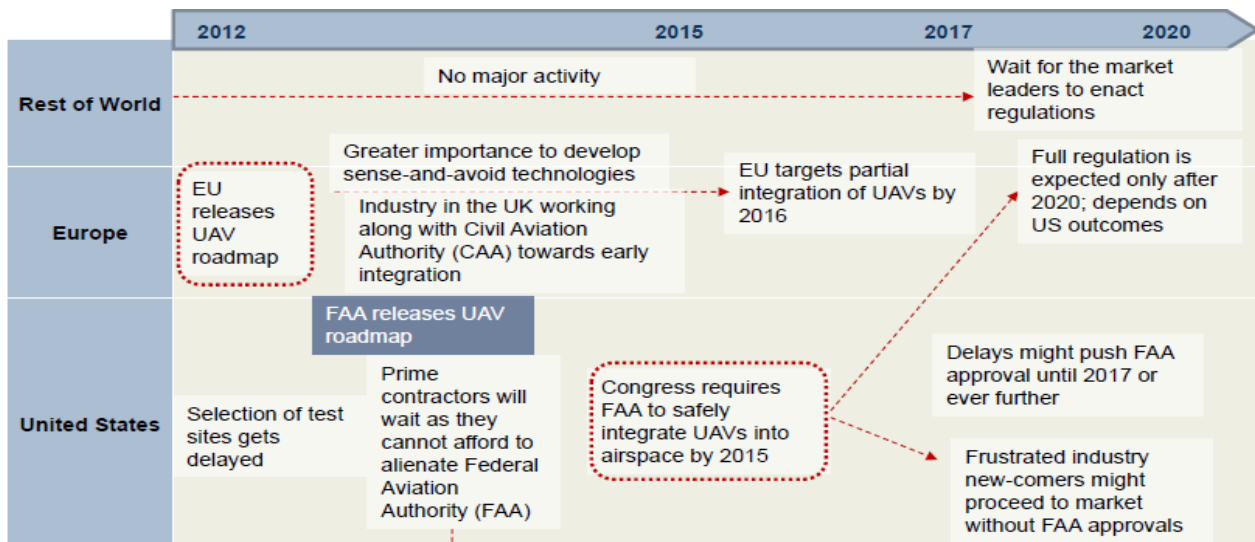 2012
2015
2017
2020
Rest of World
No major activity
Wait for the market
leaders to enact
regulations
Europe
EU
releases
UAV
roadmap
Greater importance to develop
sense-and-avoid technologies
Industry in the UK working
along with Civil Aviation
Authority (CAA) towards early
integration
EU targets partial
integration of UAVs by
2016
Full regulation is
expected only after
2020; depends on
US outcomes
United States
Selection of test
sites gets
delayed
FAA releases UAV
roadmap
Prime
contractors will
wait as they
cannot afford to
alienate Federal
Aviation
Authority (FAA)
Congress requires
FAA to safely
integrate UAVs into
airspace by 2015
Delays might push FAA
approval until 2017 or
ever further
Frustrated industry
new-comers might
proceed to market
without FAA approvals